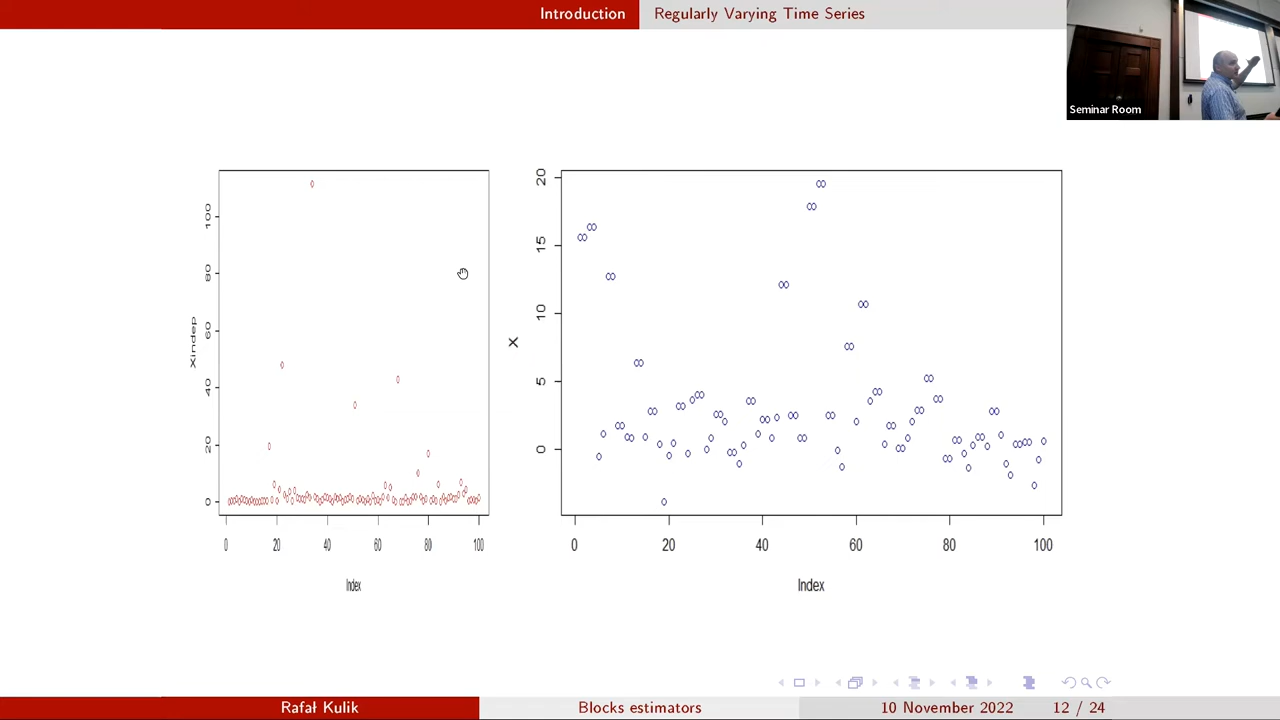 Introduction Regularly Varying Time Series
Seminar Room
Xindep
0 20 40 60 80 100
0 20 40 60 80 100
Index
X
0 5 10 15 20
0 20 40 60 80 100
Index
Rafał Kulik Blocks estimators 10 November 2022 12 / 24